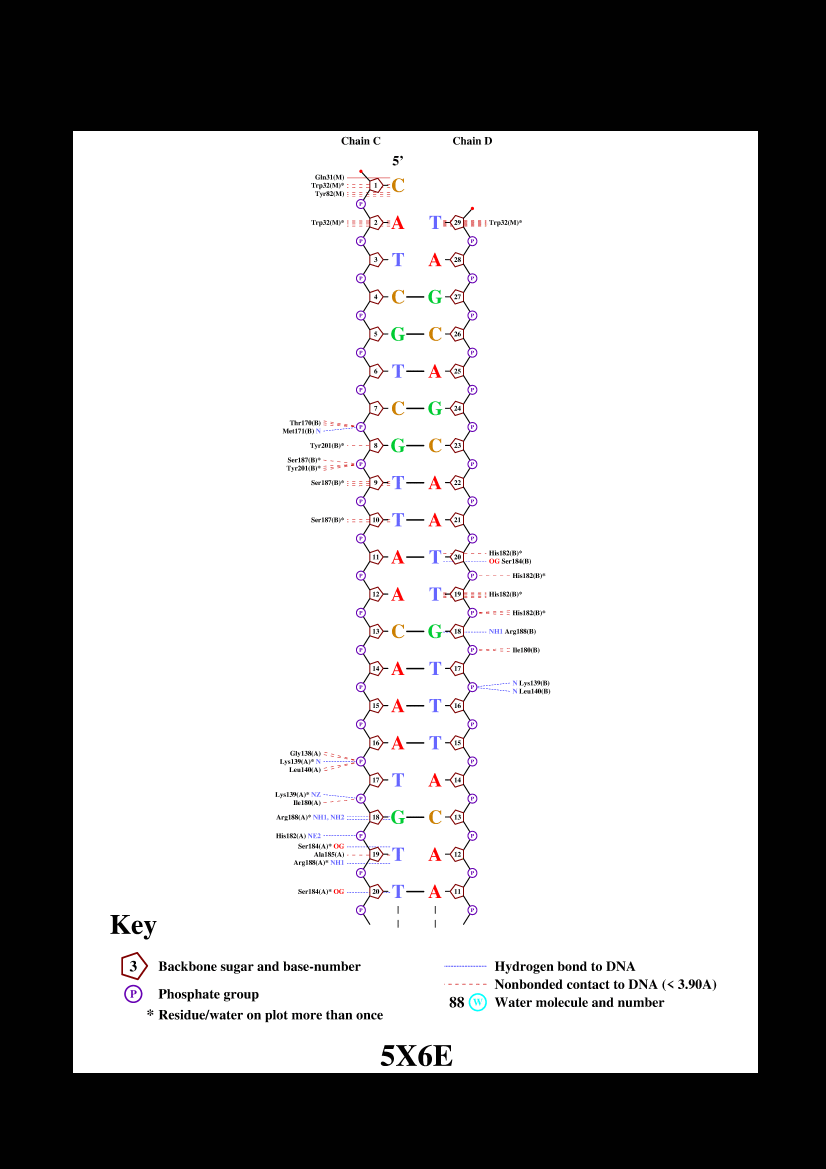 Chain C Chain D
5’
Gln31(M)
Trp32(M)* 1 C
Tyr82(M)
P
Trp32(M)* 2 A T 29 Trp32(M)*
P P
3 T A 28
P P
4 C G 27
P P
5 G C 26
P P
6 T A 25
P P
7 C G 24
Thr170(B)
P P
Met171(B) N
Tyr201(B)* 8 G C 23
Ser187(B)*
P P
Tyr201(B)*
Ser187(B)* 9 T A 22
P P
Ser187(B)* 10 T A 21
P P
His182(B)*
11 A T 20
OG Ser184(B)
P P His182(B)*
12 A T 19 His182(B)*
P P His182(B)*
13 C G 18 NH1 Arg188(B)
P P Ile180(B)
14 A T 17
N Lys139(B)
P P
N Leu140(B)
15 A T 16
P P
16 A T 15
Gly138(A)
Lys139(A)* N P P
Leu140(A)
17 T A 14
Lys139(A)* NZ
P P
Ile180(A)
Arg188(A)* NH1, NH2 18 G C 13
His182(A) NE2 P P
Ser184(A)* OG
Ala185(A) 19 T A 12
Arg188(A)* NH1
P P
Ser184(A)* OG 20 T A 11
P P
Key
3 Backbone sugar and base-number
Hydrogen bond to DNA
Nonbonded contact to DNA (< 3.90A)
P Phosphate group
88 W Water molecule and number
* Residue/water on plot more than once
5X6E